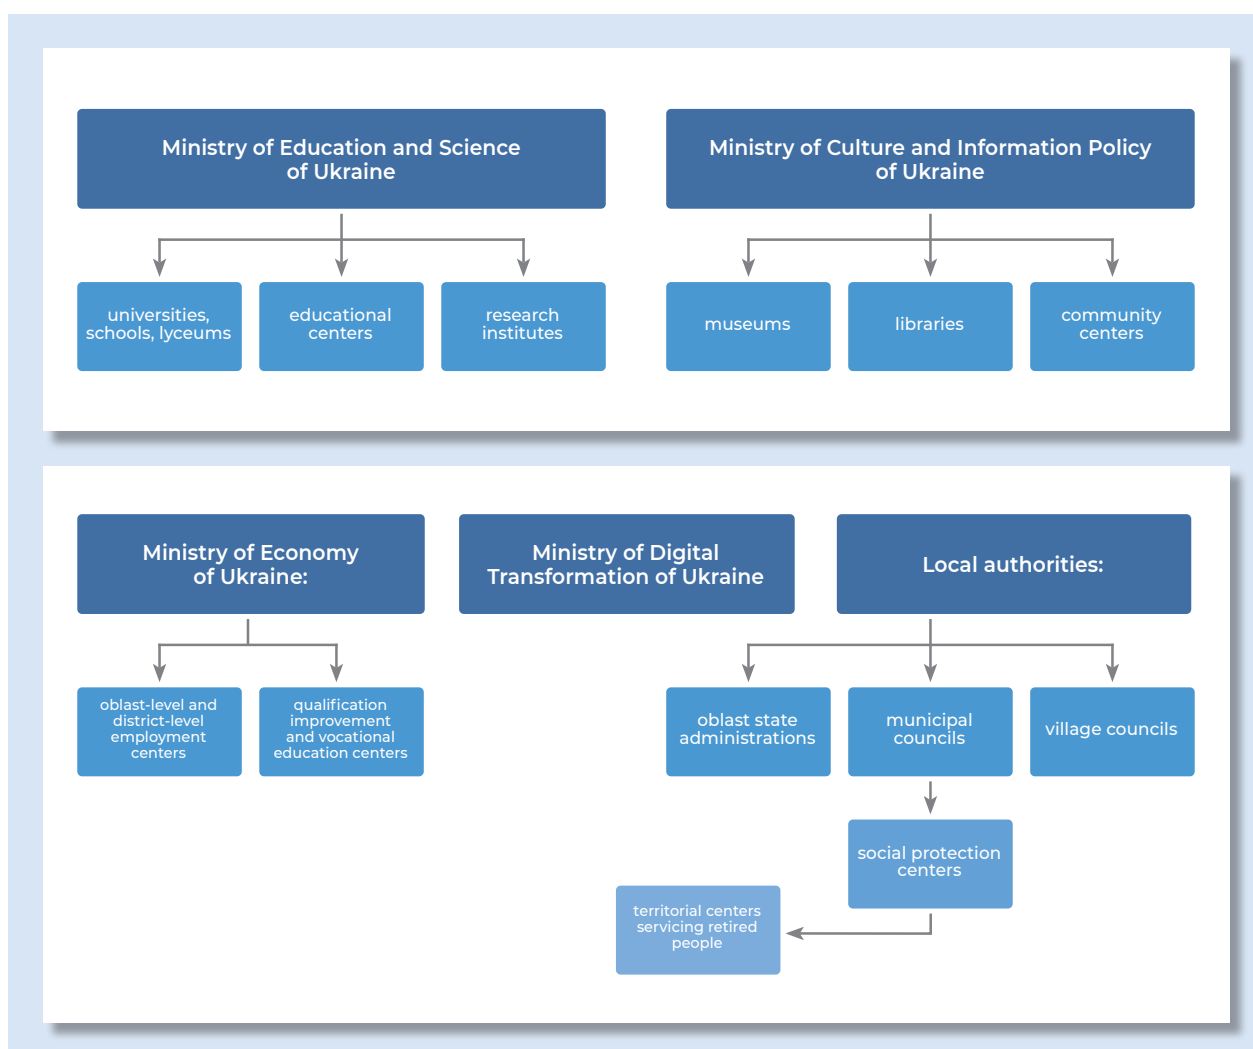 Ministry of Education and Science
of Ukraine
Ministry of Culture and Information Policy
of Ukraine
universities,
schools, lyceums
educational
centers
research
institutes
museums
libraries
community
centers
Ministry of Economy
of Ukraine:
Ministry of Digital
Transformation of Ukraine
Local authorities:
oblast-level and
district-level
employment
centers
qualification
improvement
and vocational
education centers
oblast state
administrations
municipal
councils
village councils
social protection
centers
territorial centers
servicing retired
people